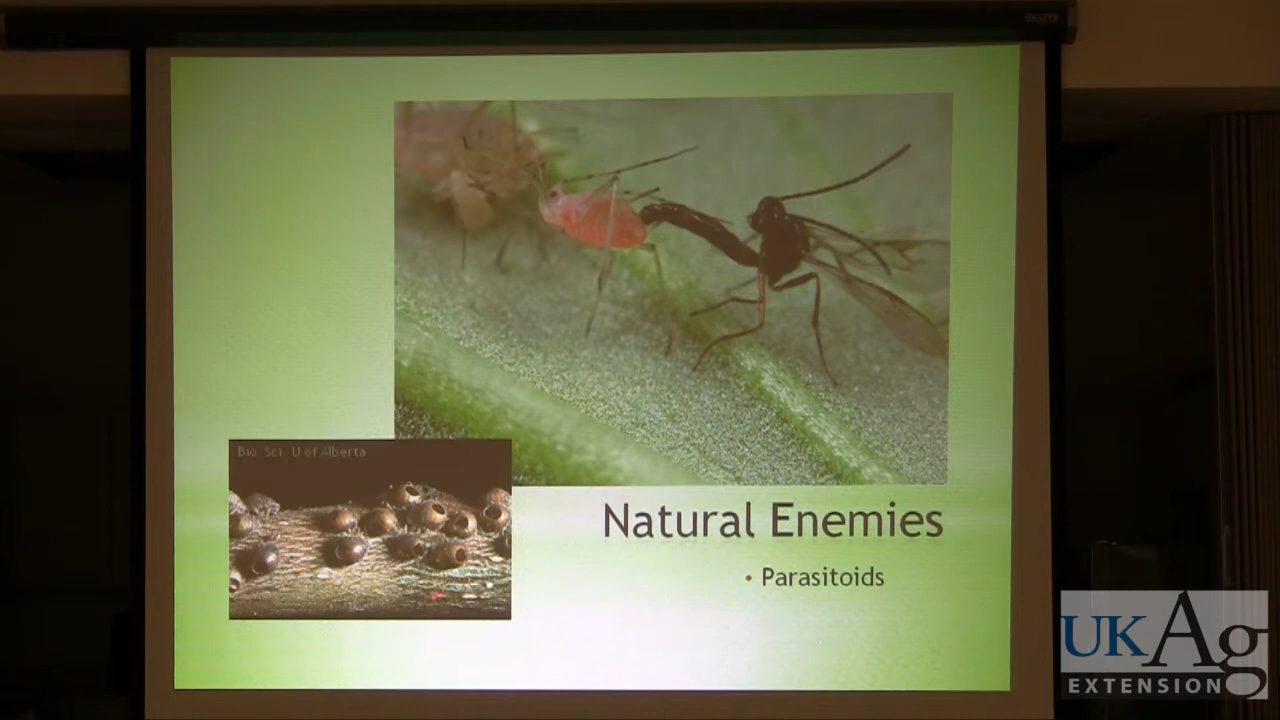 Bio. Sci - U of Alberta
Natural Enemies
• Parasitoids
UKAg
EXTENSION